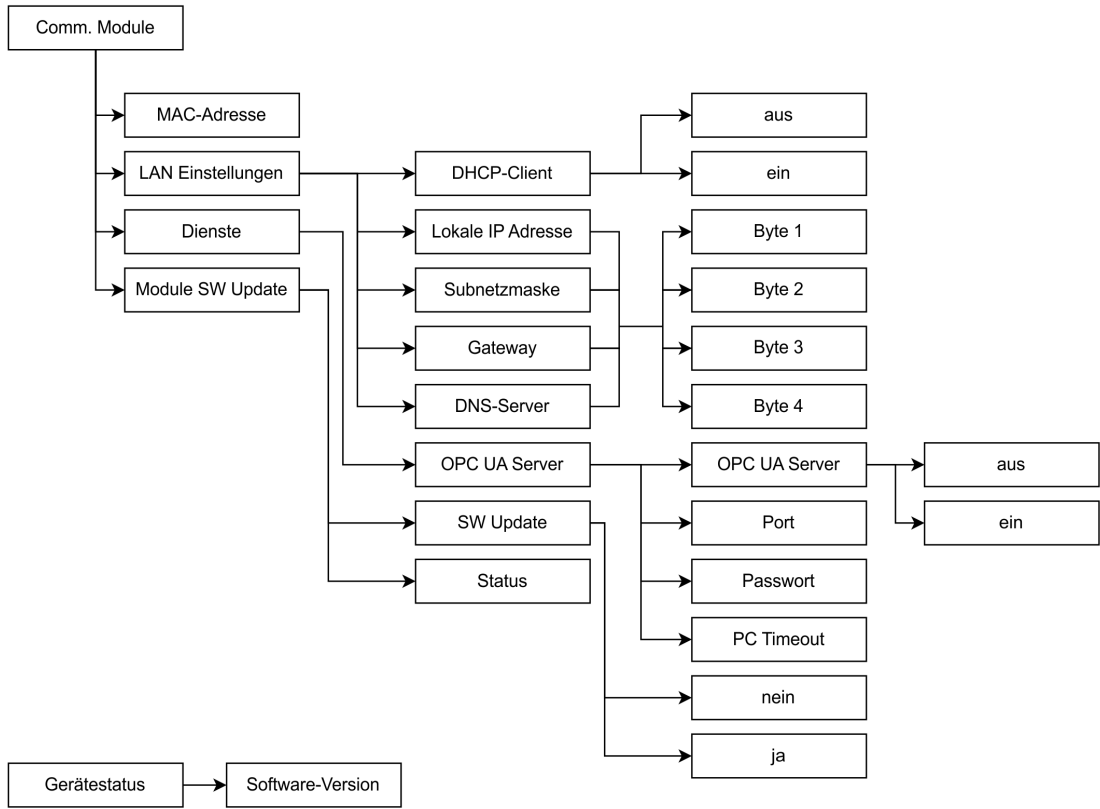 Comm. Module
MAC-Adresse
aus
LAN Einstellungen
DHCP-Client
ein
Dienste
Lokale IP Adresse
Byte 1
Module SW Update
Subnetzmaske
Byte 2
Gateway
Byte 3
DNS-Server
Byte 4
OPC UA Server
OPC UA Server
aus
SW Update
Port
ein
Status
Passwort
PC Timeout
nein
ja
Gerätestatus
Software-Version